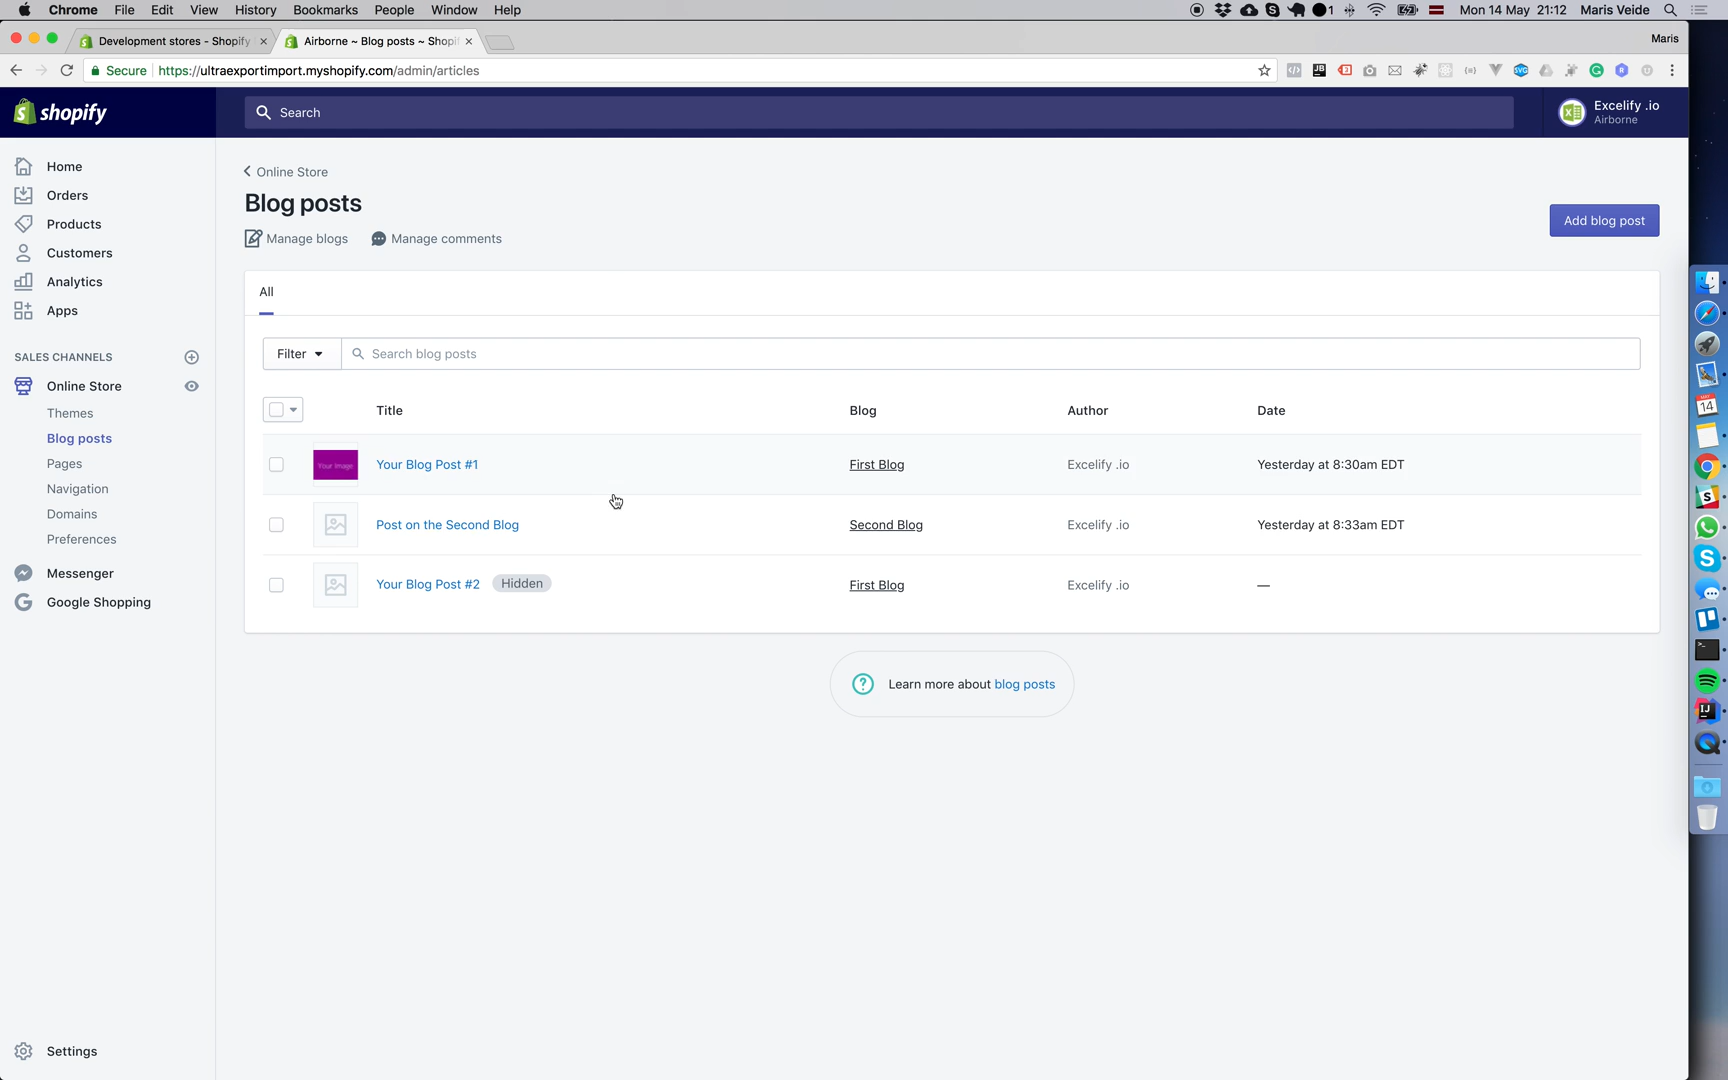 Chrome File Edit View History Bookmarks People Window Help 1 Mon 14 May 21:12 Maris Veide
Development stores - Shopify Airborne ~ Blog posts ~ Shopi Maris
Secure https://ultraexportimport.myshopify.com/admin/articles
shopify
Search
Excelify .io
Airborne
Home
Orders
Products
Customers
Analytics
Apps
SALES CHANNELS
Online Store
Themes
Blog posts
Pages
Navigation
Domains
Preferences
Messenger
Google Shopping
Settings
Online Store
Blog posts
Manage blogs Manage comments
Add blog post
All
Filter Search blog posts
Title Blog Author Date
Your Image Your Blog Post #1 First Blog Excelify .io Yesterday at 8:30am EDT
Post on the Second Blog Second Blog Excelify .io Yesterday at 8:33am EDT
Your Blog Post #2 Hidden First Blog Excelify .io —
Learn more about blog posts